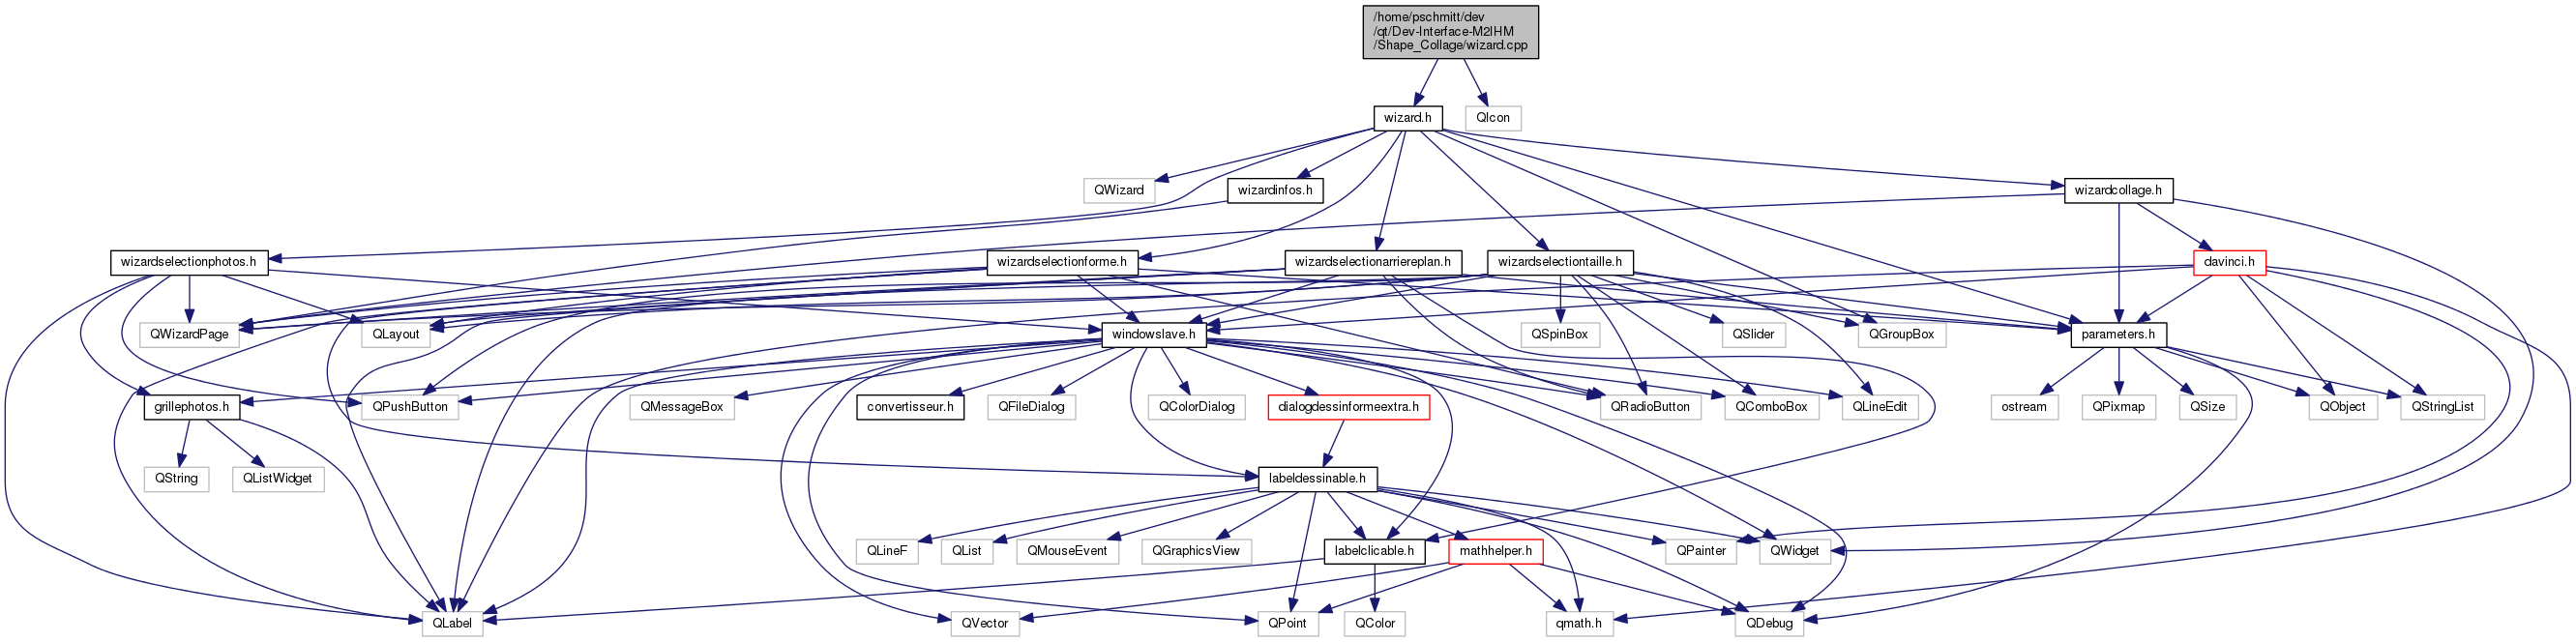 /home/pschmitt/dev
/qt/Dev-Interface-M2IHM
/Shape_Collage/wizard.cpp
wizard.h
QIcon
QWizard
wizardinfos.h
wizardcollage.h
wizardselectionphotos.h
wizardselectionforme.h
wizardselectionarriereplan.h
wizardselectiontaille.h
davinci.h
QWizardPage
QLayout
windowslave.h
QSpinBox
QSlider
QGroupBox
parameters.h
grillephotos.h
QPushButton
QMessageBox
convertisseur.h
QFileDialog
QColorDialog
dialogdessinformeextra.h
QRadioButton
QComboBox
QLineEdit
ostream
QPixmap
QSize
QObject
QStringList
QString
QListWidget
labeldessinable.h
QLineF
QList
QMouseEvent
QGraphicsView
labelclicable.h
mathhelper.h
QPainter
QWidget
QLabel
QVector
QPoint
QColor
qmath.h
QDebug